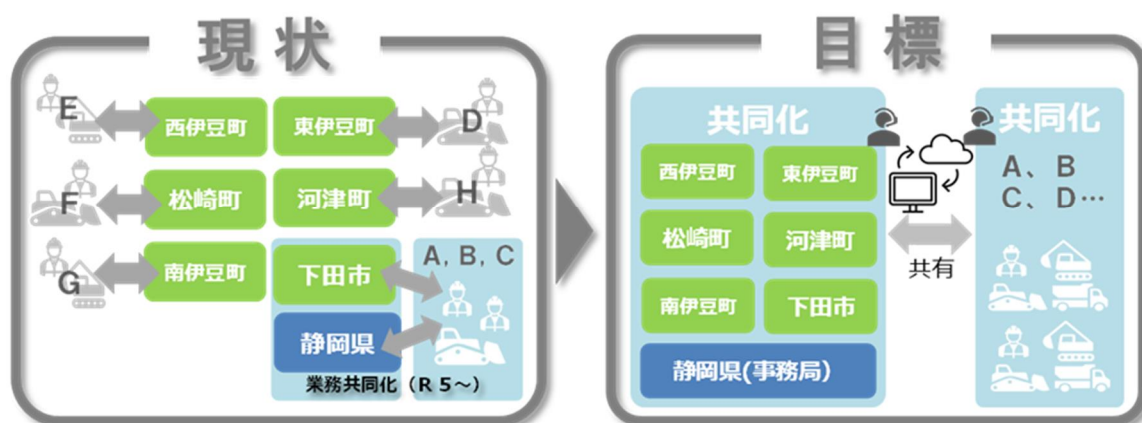 現状
E
西伊豆町
東伊豆町
D
F
松崎町
河津町
H
G
南伊豆町
下田市
A, B, C
静岡県
業務共同化（R 5～）
目標
共同化
西伊豆町
東伊豆町
松崎町
河津町
南伊豆町
下田市
静岡県(事務局）
共有
共同化
A、B
C、D…